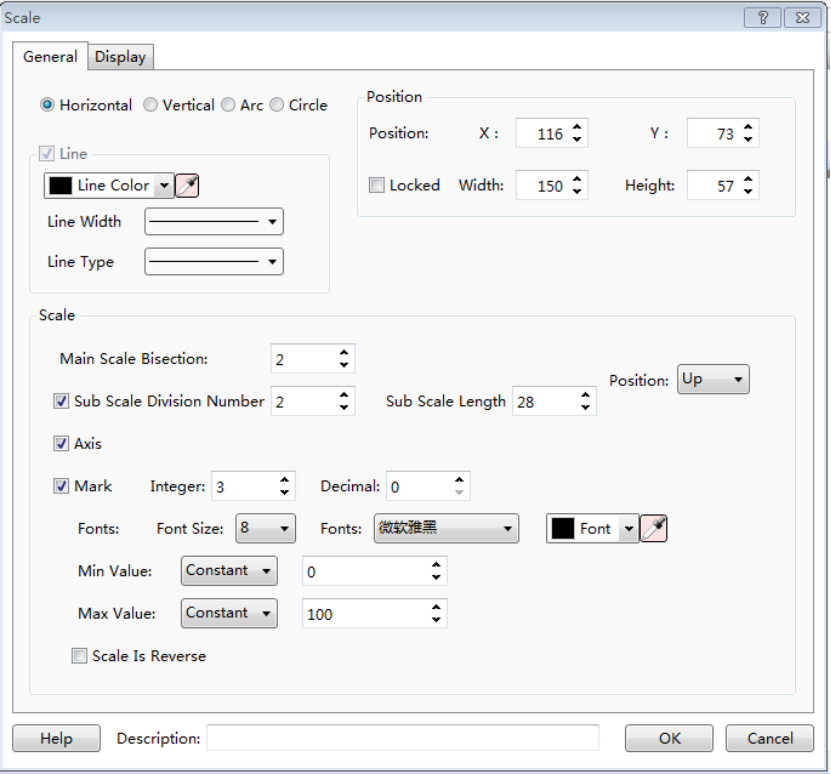 Scale
General Display
Horizontal Vertical Arc Circle
Position
Position: X : 116 Y : 73
Locked Width: 150 Height: 57
Line
Line Color
Line Width
Line Type
Scale
Main Scale Bisection: 2
Sub Scale Division Number 2 Sub Scale Length 28 Position: Up
Axis
Mark Integer: 3 Decimal: 0
Fonts: Font Size: 8 Fonts: 微软雅黑 Font
Min Value: Constant 0
Max Value: Constant 100
Scale Is Reverse
Help Description: OK Cancel